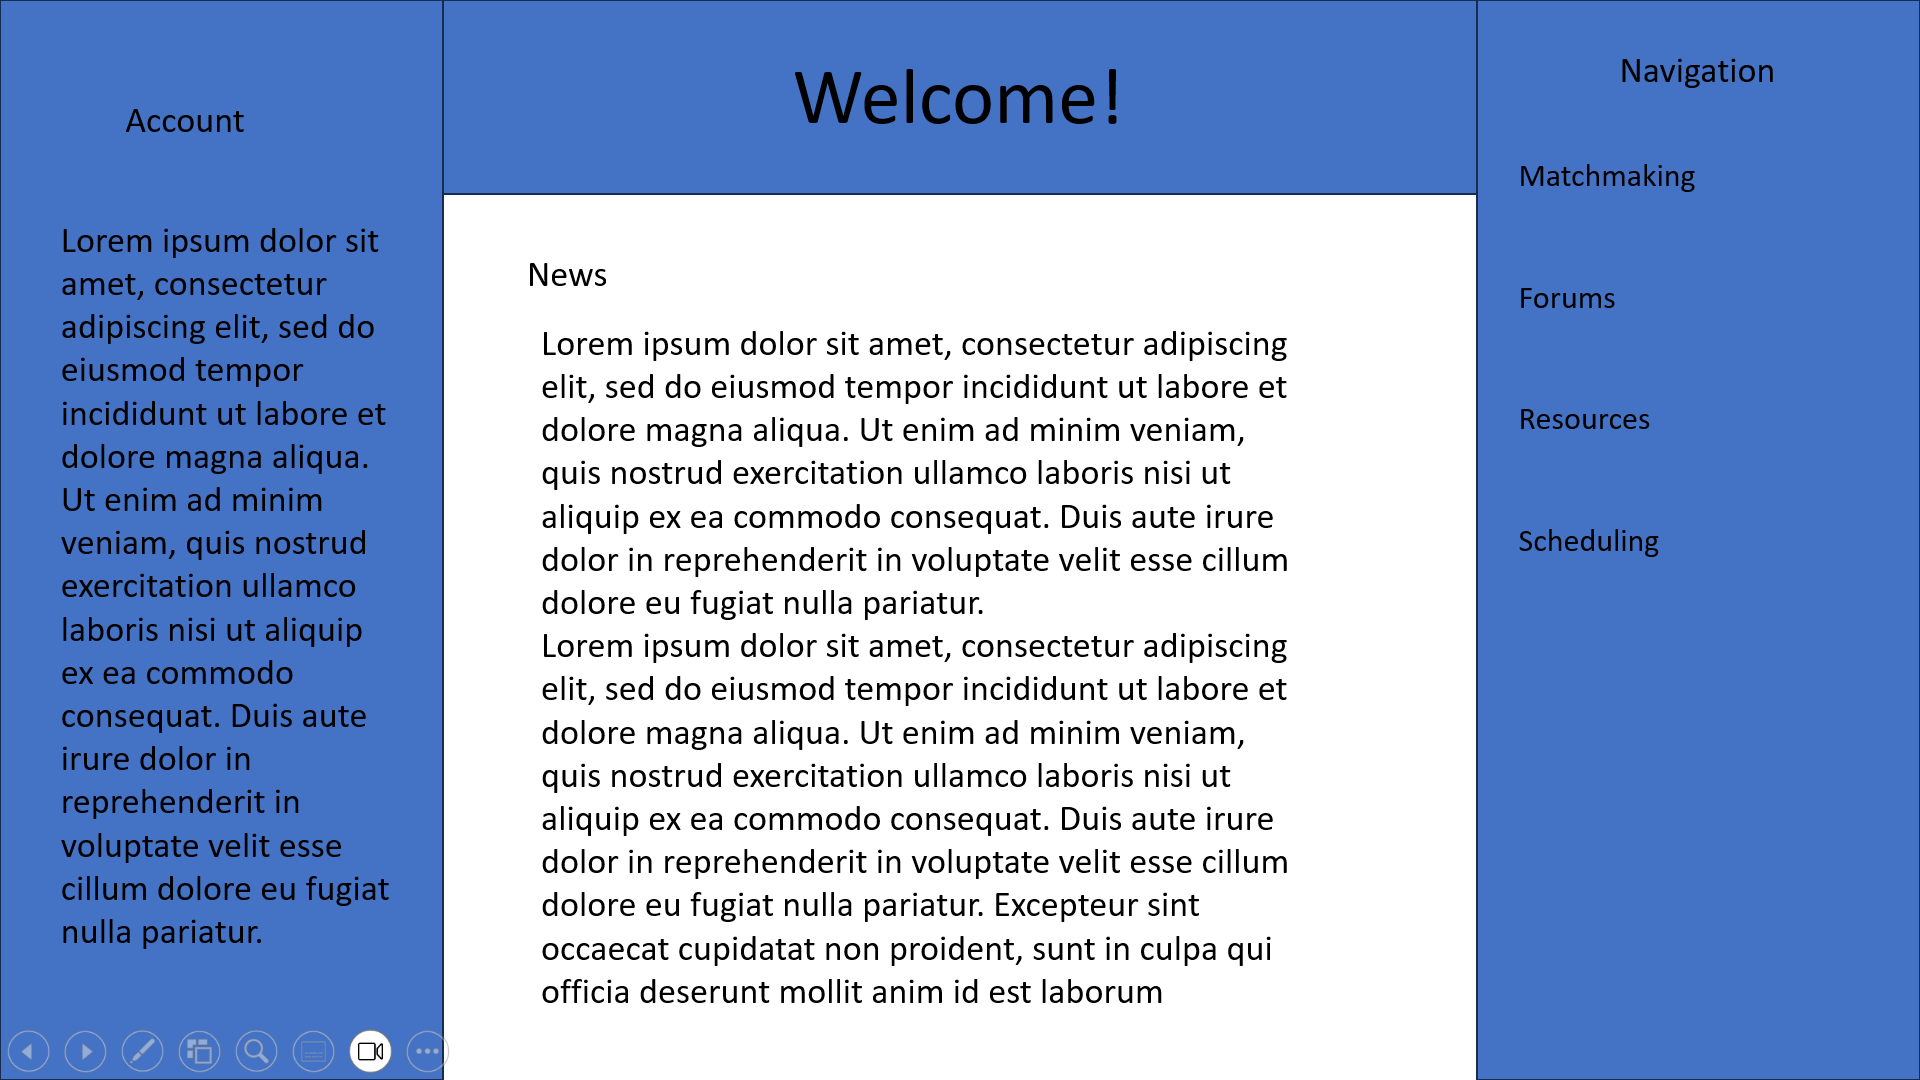 Account
Lorem ipsum dolor sit
amet, consectetur
adipiscing elit, sed do
eiusmod tempor
incididunt ut labore et
dolore magna aliqua.
Ut enim ad minim
veniam, quis nostrud
exercitation ullamco
laboris nisi ut aliquip
ex ea commodo
consequat. Duis aute
irure dolor in
reprehenderit in
voluptate velit esse
cillum dolore eu fugiat
nulla pariatur.
Welcome!
News
Lorem ipsum dolor sit amet, consectetur adipiscing
elit, sed do eiusmod tempor incididunt ut labore et
dolore magna aliqua. Ut enim ad minim veniam,
quis nostrud exercitation ullamco laboris nisi ut
aliquip ex ea commodo consequat. Duis aute irure
dolor in reprehenderit in voluptate velit esse cillum
dolore eu fugiat nulla pariatur.
Lorem ipsum dolor sit amet, consectetur adipiscing
elit, sed do eiusmod tempor incididunt ut labore et
dolore magna aliqua. Ut enim ad minim veniam,
quis nostrud exercitation ullamco laboris nisi ut
aliquip ex ea commodo consequat. Duis aute irure
dolor in reprehenderit in voluptate velit esse cillum
dolore eu fugiat nulla pariatur. Excepteur sint
occaecat cupidatat non proident, sunt in culpa qui
officia deserunt mollit anim id est laborum
Navigation
Matchmaking
Forums
Resources
Scheduling